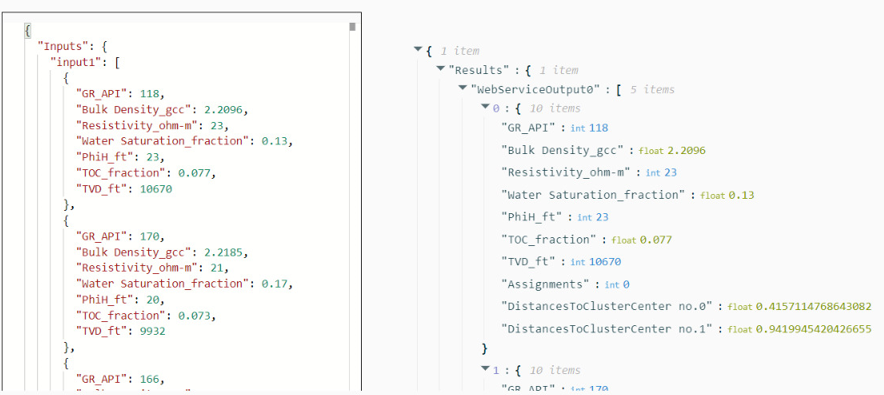 {
"Inputs": {
"input1": [
{
"GR_API": 118,
"Bulk Density_gcc": 2.2096,
"Resistivity_ohm-m": 23,
"Water Saturation_fraction": 0.13,
"PhiH_ft": 23,
"TOC_fraction": 0.077,
"TVD_ft": 10670
},
{
"GR_API": 170,
"Bulk Density_gcc": 2.2185,
"Resistivity_ohm-m": 21,
"Water Saturation_fraction": 0.17,
"PhiH_ft": 20,
"TOC_fraction": 0.073,
"TVD_ft": 9932
},
{
"GR_API": 166,
{ 1 item
"Results" : { 1 item
"WebServiceOutput0" : [ 5 items
0 : { 10 items
"GR_API" : int 118
"Bulk Density_gcc" : float 2.2096
"Resistivity_ohm-m" : int 23
"Water Saturation_fraction" : float 0.13
"PhiH_ft" : int 23
"TOC_fraction" : float 0.077
"TVD_ft" : int 10670
"Assignments" : int 0
"DistancesToClusterCenter no.0" : float 0.4157114768643082
"DistancesToClusterCenter no.1" : float 0.9419945420426655
}
1 : { 10 items
"GR_API" : int 170